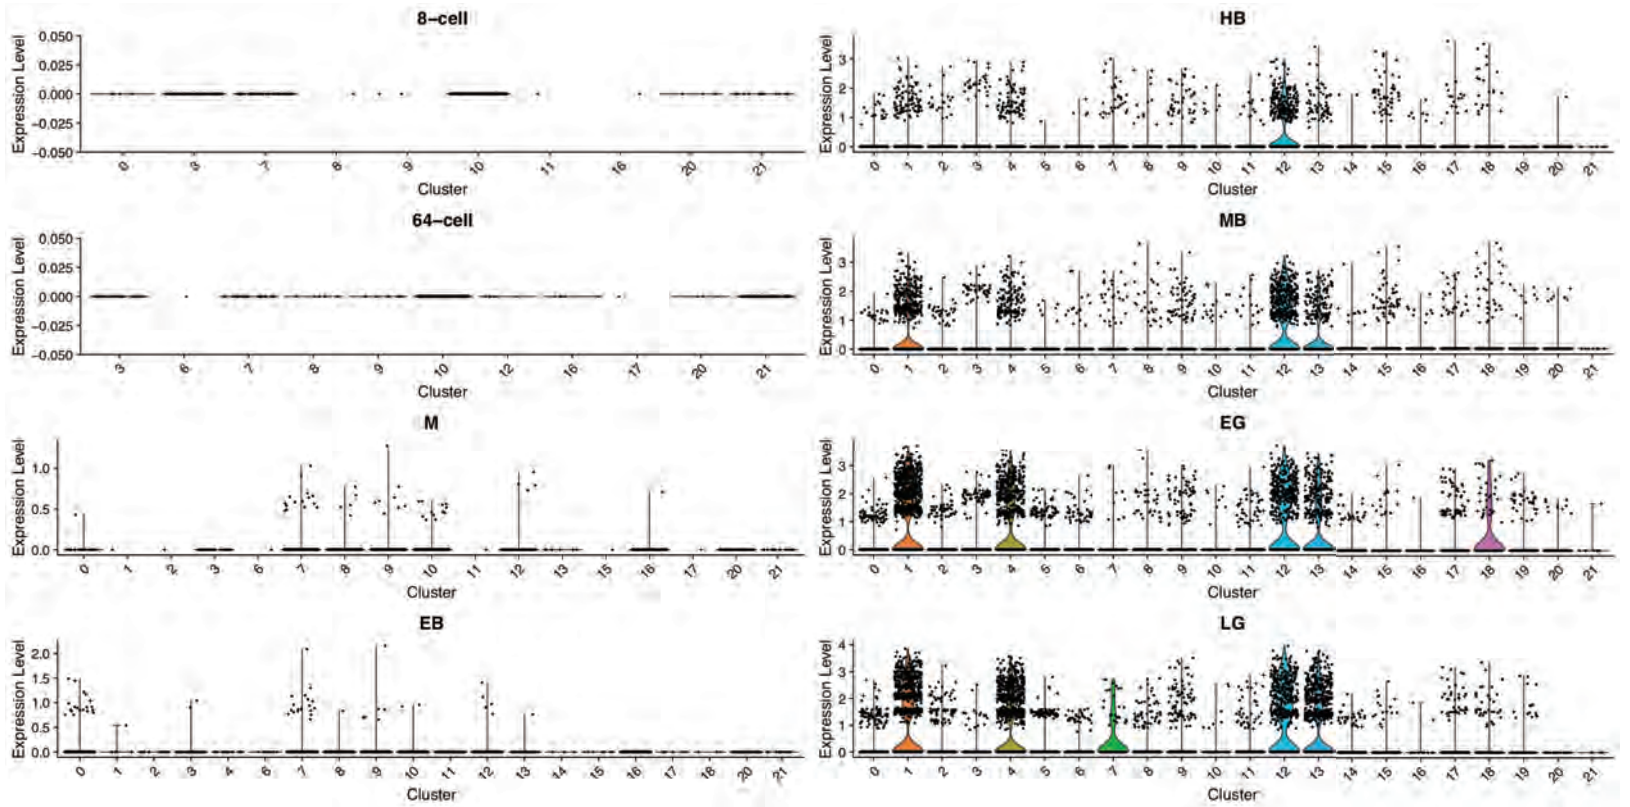 8-cell
Expression Level
0.050
0.025
0.000
-0.025
-0.050
0 3 7 8 9 10 11 16 20 21
Cluster
64-cell
Expression Level
0.050
0.025
0.000
-0.025
-0.050
3 6 7 8 9 10 12 16 17 20 21
Cluster
M
Expression Level
1.0
0.5
0.0
0 1 2 3 6 7 8 9 10 11 12 13 15 16 19 20 21
Cluster
EB
Expression Level
2.0
1.5
1.0
0.5
0.0
0 1 2 3 4 6 7 8 9 10 11 12 13 14 15 16 17 18 20 21
Cluster
HB
Expression Level
3
2
1
0
0 1 2 3 4 5 6 7 8 9 10 11 12 13 14 15 16 17 18 19 20 21
Cluster
MB
Expression Level
3
2
1
0
0 1 2 3 4 5 6 7 8 9 10 11 12 13 14 15 16 17 18 19 20 21
Cluster
EG
Expression Level
3
2
1
0
0 1 2 3 4 5 6 7 8 9 10 11 12 13 14 15 16 17 18 19 20 21
Cluster
LG
Expression Level
4
3
2
1
0
0 1 2 3 4 5 6 7 8 9 10 11 12 13 14 15 16 17 18 19 20 21
Cluster